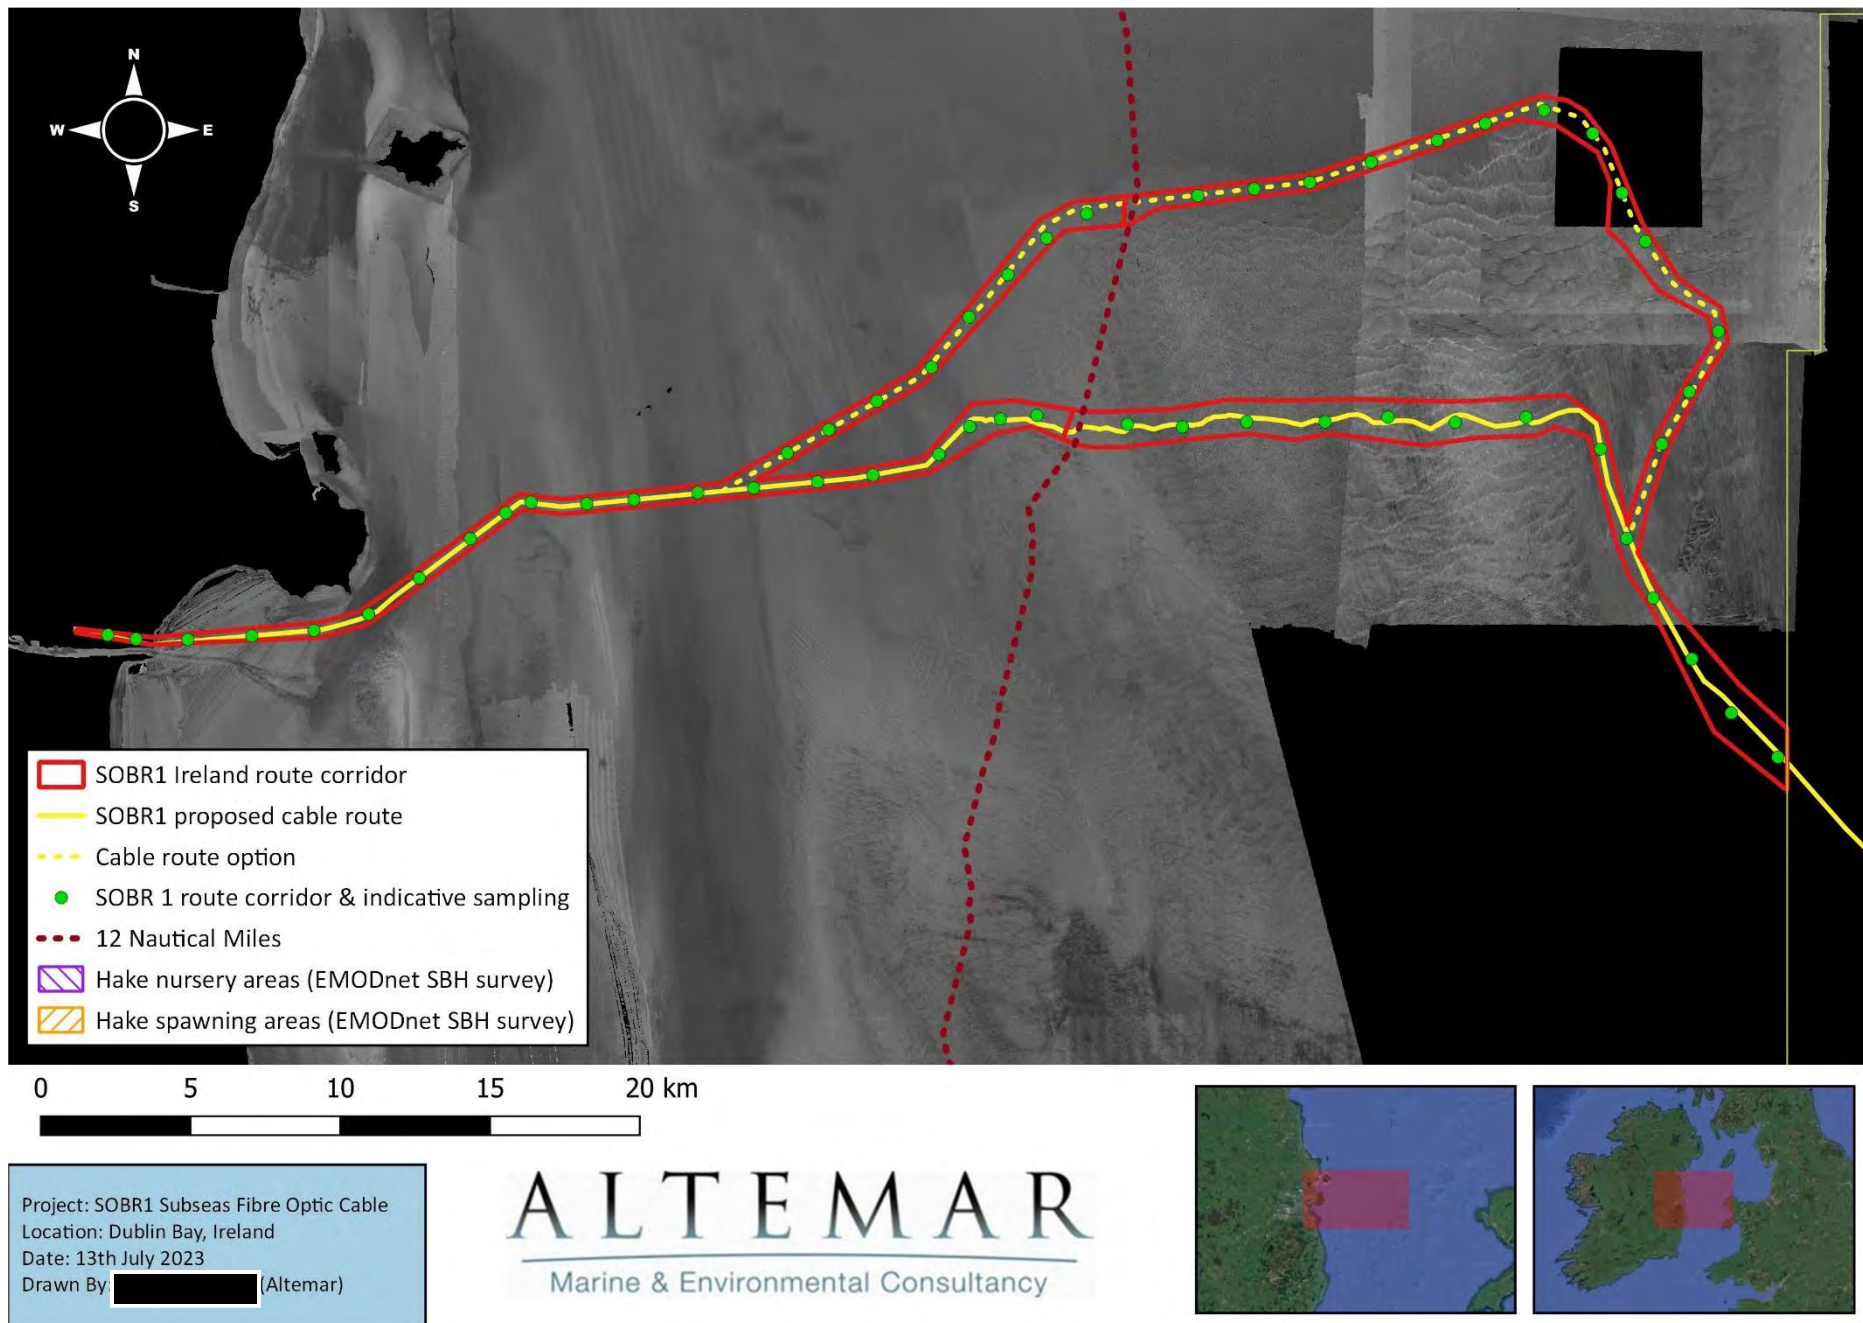 N
W E
S
SOBR1 Ireland route corridor
SOBR1 proposed cable route
Cable route option
SOBR 1 route corridor & indicative sampling
12 Nautical Miles
Hake nursery areas (EMODnet SBH survey)
Hake spawning areas (EMODnet SBH survey)
0 5 10 15 20 km
Project: SOBR1 Subseas Fibre Optic Cable
Location: Dublin Bay, Ireland
Date: 13th July 2023
Drawn By: (Altemar)
ALTEMAR
Marine & Environmental Consultancy